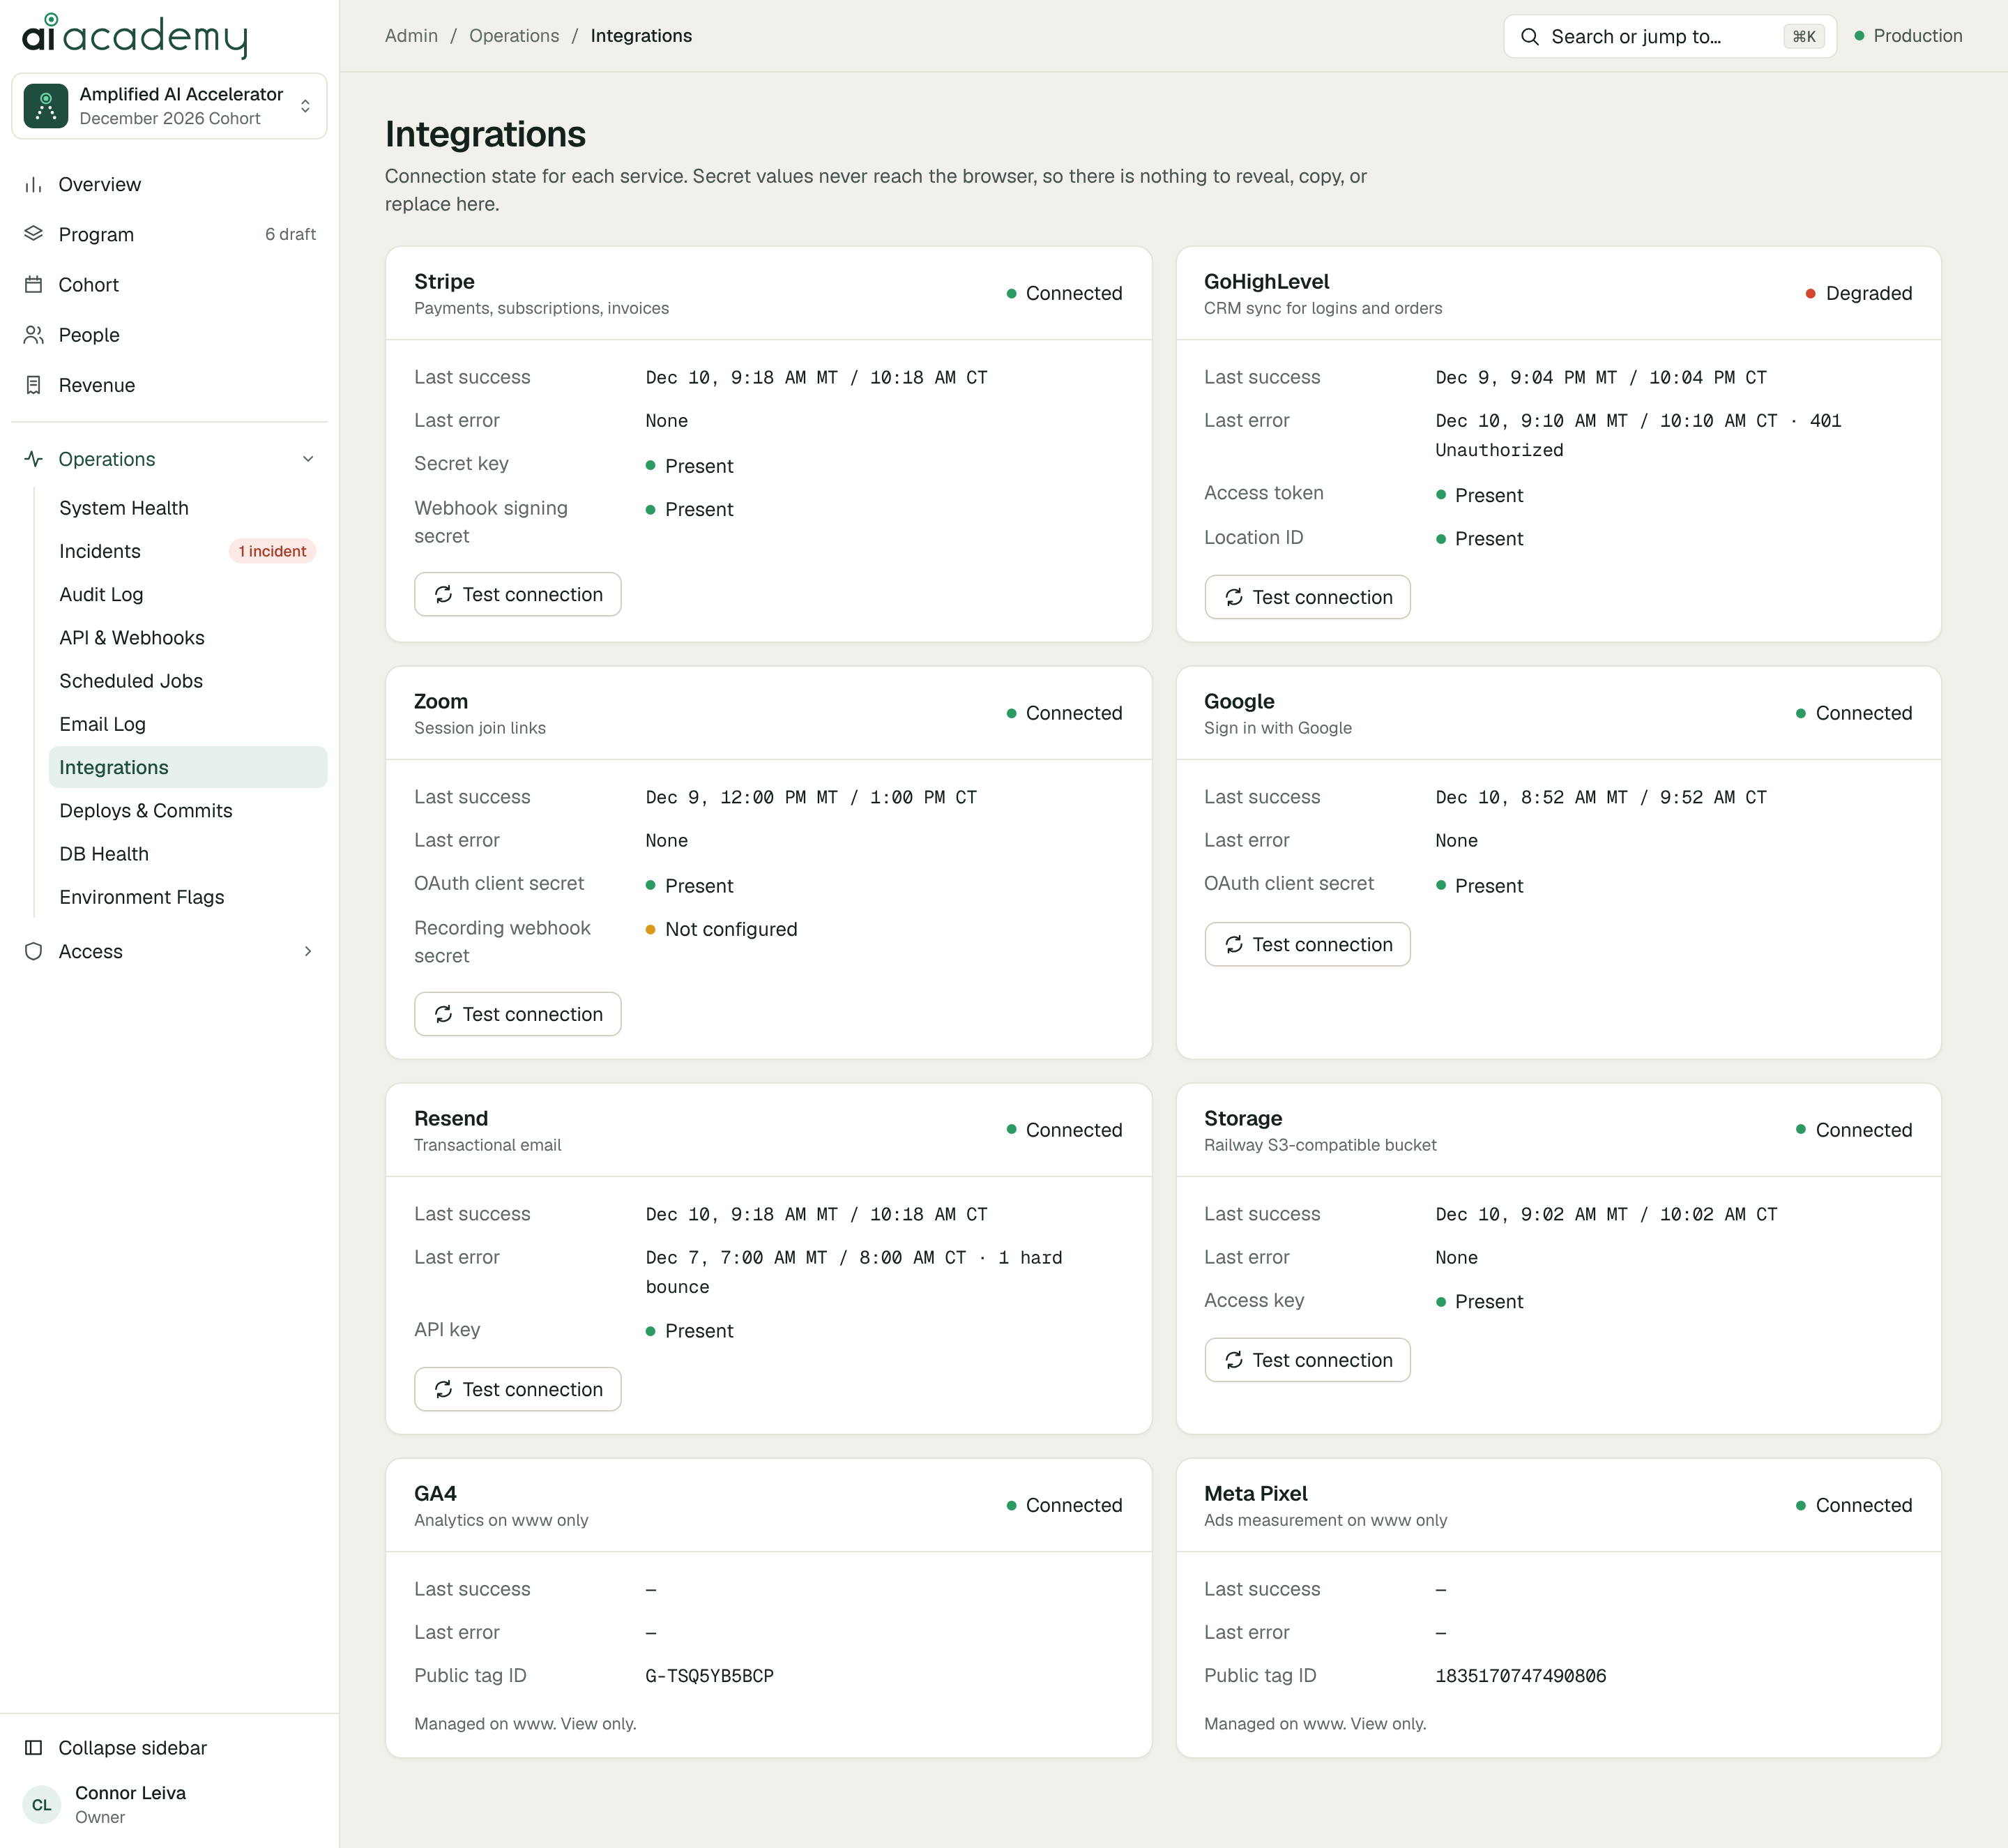 ai academy
Amplified AI Accelerator
December 2026 Cohort
Overview
Program 6 draft
Cohort
People
Revenue
Operations
System Health
Incidents 1 incident
Audit Log
API & Webhooks
Scheduled Jobs
Email Log
Integrations
Deploys & Commits
DB Health
Environment Flags
Access
Collapse sidebar
CL
Connor Leiva
Owner
Admin / Operations / Integrations
Search or jump to… ⌘K
Production
Integrations
Connection state for each service. Secret values never reach the browser, so there is nothing to reveal, copy, or
replace here.
Stripe
Payments, subscriptions, invoices
Connected
Last success Dec 10, 9:18 AM MT / 10:18 AM CT
Last error None
Secret key Present
Webhook signing Present
secret
Test connection
GoHighLevel
CRM sync for logins and orders
Degraded
Last success Dec 9, 9:04 PM MT / 10:04 PM CT
Last error Dec 10, 9:10 AM MT / 10:10 AM CT · 401
Unauthorized
Access token Present
Location ID Present
Test connection
Zoom
Session join links
Connected
Last success Dec 9, 12:00 PM MT / 1:00 PM CT
Last error None
OAuth client secret Present
Recording webhook Not configured
secret
Test connection
Google
Sign in with Google
Connected
Last success Dec 10, 8:52 AM MT / 9:52 AM CT
Last error None
OAuth client secret Present
Test connection
Resend
Transactional email
Connected
Last success Dec 10, 9:18 AM MT / 10:18 AM CT
Last error Dec 7, 7:00 AM MT / 8:00 AM CT · 1 hard
bounce
API key Present
Test connection
Storage
Railway S3-compatible bucket
Connected
Last success Dec 10, 9:02 AM MT / 10:02 AM CT
Last error None
Access key Present
Test connection
GA4
Analytics on www only
Connected
Last success –
Last error –
Public tag ID G-TSQ5YB5BCP
Managed on www. View only.
Meta Pixel
Ads measurement on www only
Connected
Last success –
Last error –
Public tag ID 1835170747490806
Managed on www. View only.